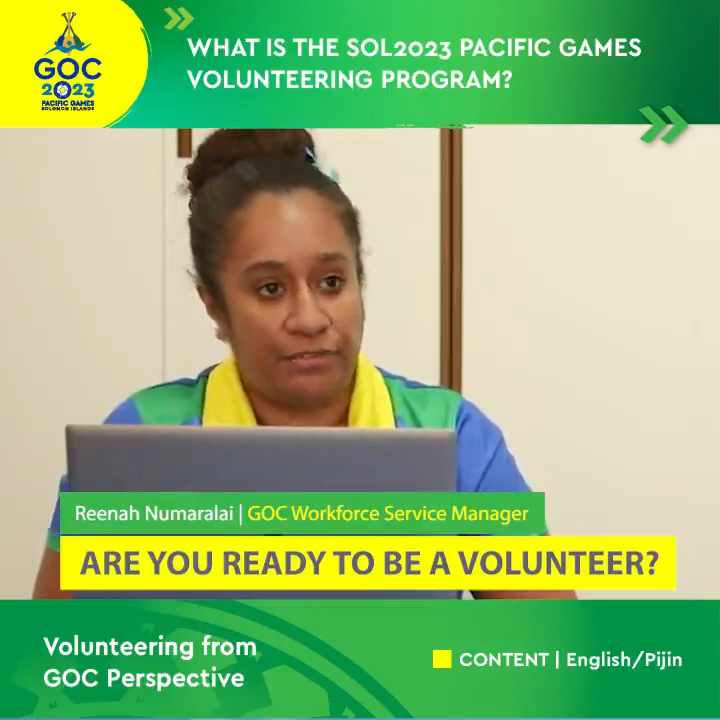 GOC
2023
PACIFIC GAMES
SOLOMON ISLANDS
WHAT IS THE SOL2023 PACIFIC GAMES
VOLUNTEERING PROGRAM?
Reenah Numaralai | GOC Workforce Service Manager
ARE YOU READY TO BE A VOLUNTEER?
Volunteering from
GOC Perspective
CONTENT | English/Pijin